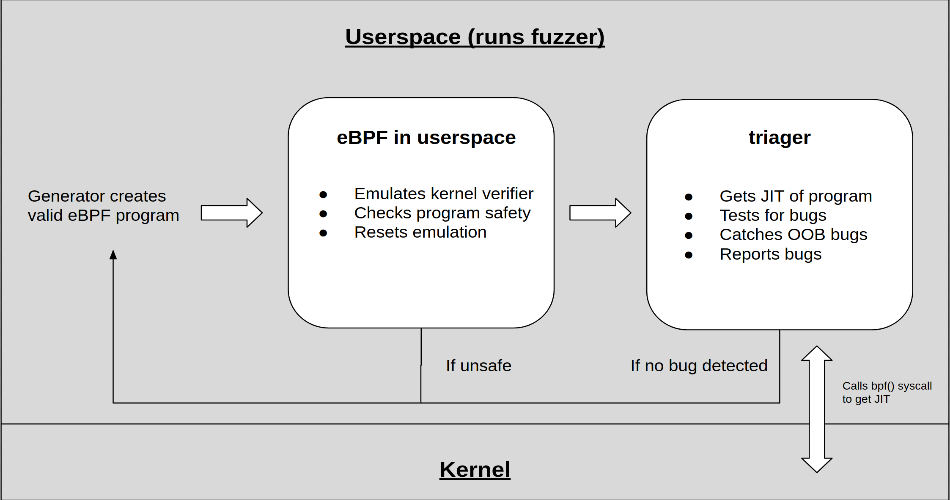 Userspace (runs fuzzer)
eBPF in userspace
triager
Generator creates
valid eBPF program
● Emulates kernel verifier
● Checks program safety
● Resets emulation
● Gets JIT of program
● Tests for bugs
● Catches OOB bugs
● Reports bugs
If unsafe
If no bug detected
Calls bpf() syscall
to get JIT
Kernel